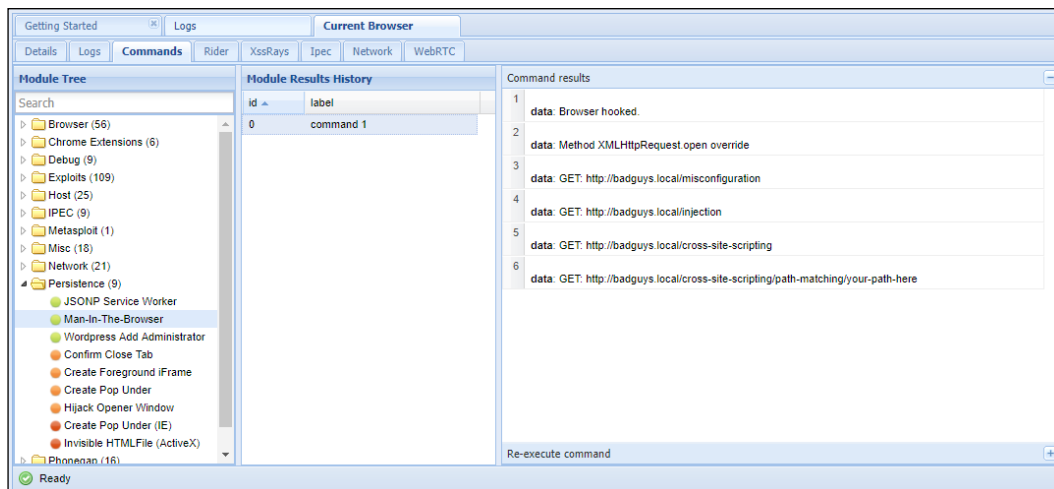 Getting Started
Logs
Current Browser
Details
Logs
Commands
Rider
XssRays
Ipec
Network
WebRTC
Module Tree
Search
Browser (56)
Chrome Extensions (6)
Debug (9)
Exploits (109)
Host (25)
IPEC (9)
Metasploit (1)
Misc (18)
Network (21)
Persistence (9)
JSONP Service Worker
Man-In-The-Browser
Wordpress Add Administrator
Confirm Close Tab
Create Foreground iFrame
Create Pop Under
Hijack Opener Window
Create Pop Under (IE)
Invisible HTMLFile (ActiveX)
Phonegap (16)
Module Results History
id label
0 command 1
Command results
1
data: Browser hooked.
2
data: Method XMLHttpRequest.open override
3
data: GET: http://badguys.local/misconfiguration
4
data: GET: http://badguys.local/injection
5
data: GET: http://badguys.local/cross-site-scripting
6
data: GET: http://badguys.local/cross-site-scripting/path-matching/your-path-here
Re-execute command
Ready